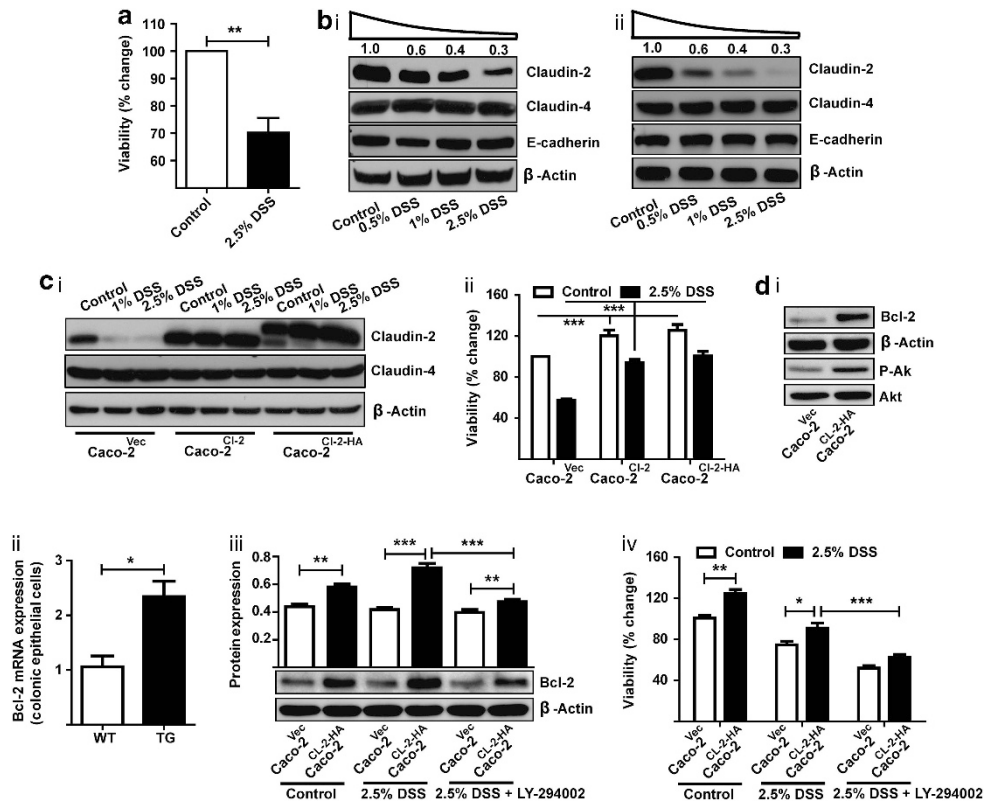 a
110
100
90
80
70
60
Viability (% change)
**
Control
2.5% DSS
b i
1.0 0.6 0.4 0.3
Claudin-2
Claudin-4
E-cadherin
β-Actin
Control 0.5% DSS 1% DSS 2.5% DSS
ii
1.0 0.6 0.4 0.3
Claudin-2
Claudin-4
E-cadherin
β-Actin
Control 0.5% DSS 1% DSS 2.5% DSS
c i
Control 1% DSS 2.5% DSS Control 1% DSS 2.5% DSS Control 1% DSS 2.5% DSS
Claudin-2
Claudin-4
β-Actin
Caco-2 Vec Caco-2 Cl-2 Caco-2 Cl-2-HA
ii
Control 2.5% DSS
160
120
80
40
Viability (% change)
***
***
Caco-2 Vec Caco-2 Cl-2 Caco-2 Cl-2-HA
d i
Bcl-2
β-Actin
P-Ak
Akt
Vec Caco-2 CL-2-HA Caco-2
ii
3
2
1
0
Bcl-2 mRNA expression
(colonic epithelial cells)
*
WT TG
iii
0.8
0.6
0.4
0.2
Protein expression
** *** *** **
Bcl-2
β-Actin
Vec Caco-2 CL-2-HA Caco-2 Vec Caco-2 CL-2-HA Caco-2 Vec Caco-2 CL-2-HA Caco-2
Control 2.5% DSS 2.5% DSS + LY-294002
iv
Control 2.5% DSS
160
120
80
40
Viability (% change)
** * ***
Vec Caco-2 CL-2-HA Caco-2 Vec Caco-2 CL-2-HA Caco-2 Vec Caco-2 CL-2-HA Caco-2
Control 2.5% DSS 2.5% DSS + LY-294002